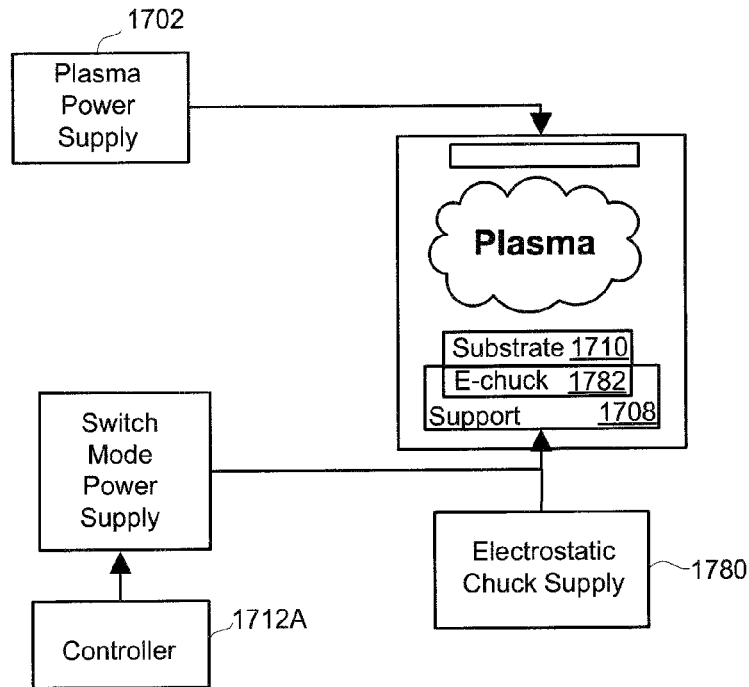 1702
Plasma
Power
Supply
Plasma
Substrate 1710
E-chuck 1782
Support 1708
Switch
Mode
Power
Supply
Electrostatic
Chuck Supply
1780
Controller
1712A